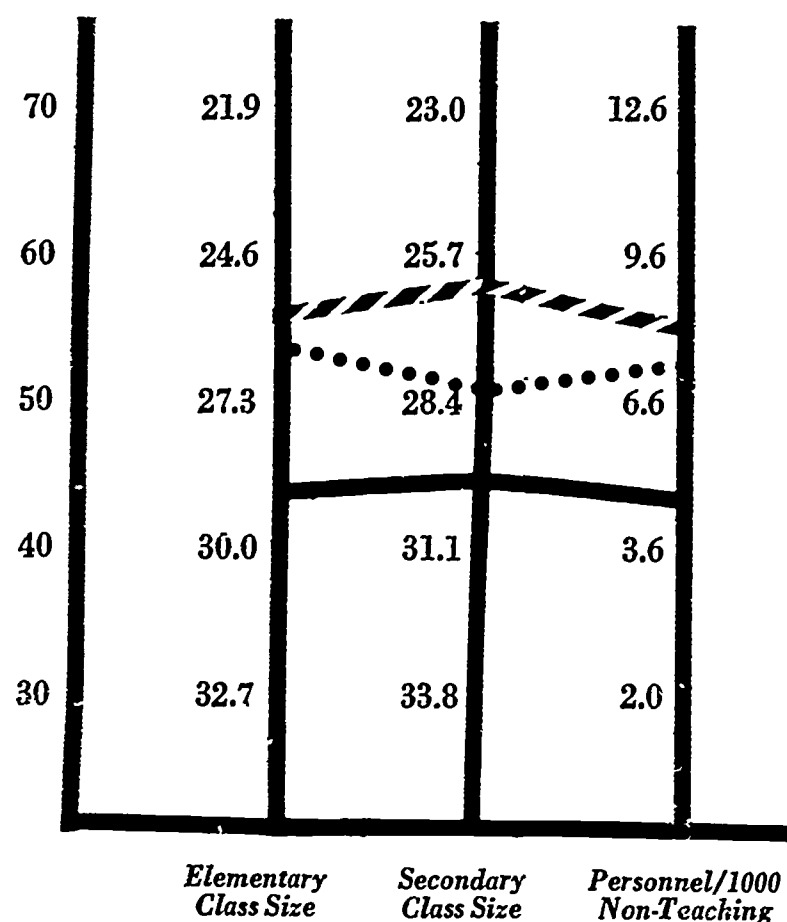 70 21.9 23.0 12.6
60 24.6 25.7 9.6
50 27.3 28.4 6.6
40 30.0 31.1 3.6
30 32.7 33.8 2.0
Elementary Secondary Personnel/1000
Class Size Class Size Non-Teaching